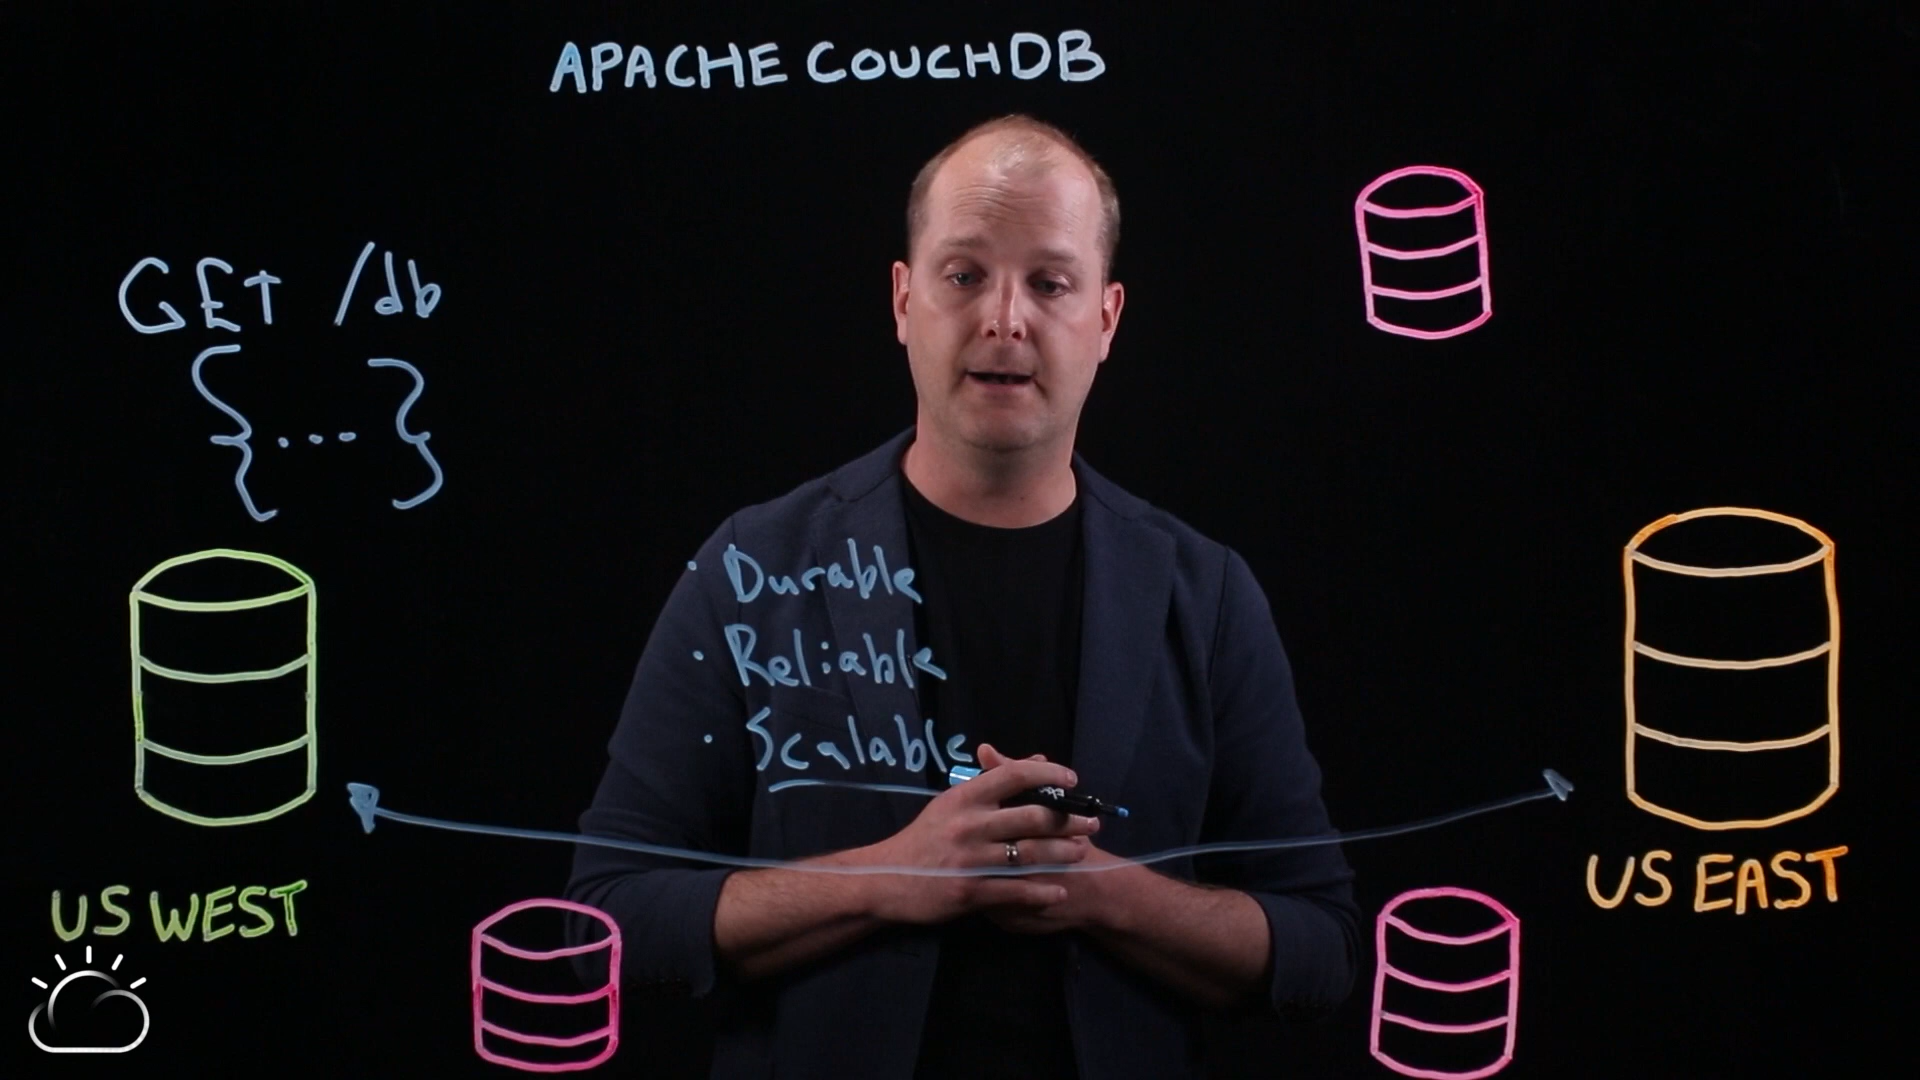 APACHE COUCHDB
GET /db
{...}
• Durable
• Reliable
• Scalable
US WEST
US EAST